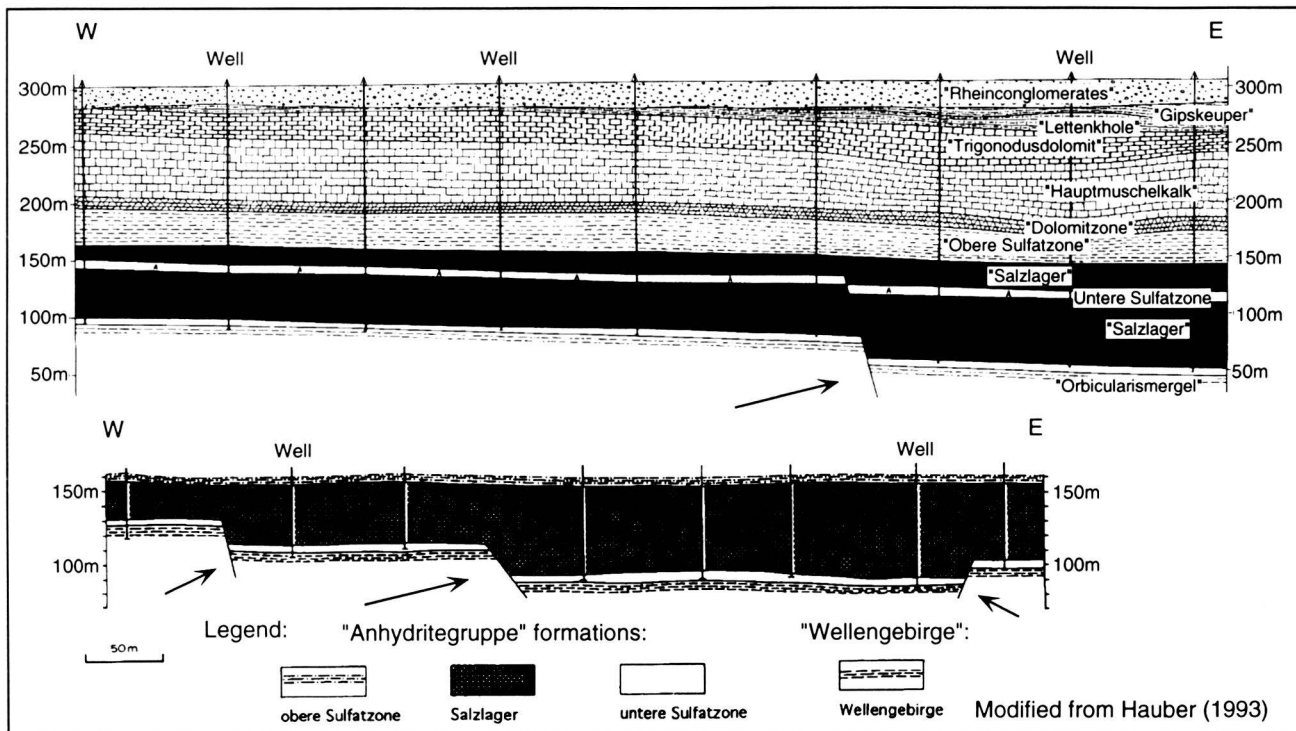 W E
Well Well Well
300m 300m
"Rheinconglomerates"
"Gipskeuper"
"Lettenkhole"
"Trigonodusdolomit"
250m 250m
"Hauptmuschelkalk"
200m 200m
"Dolomitzone"
"Obere Sulfatzone"
150m 150m
"Salzlager"
Untere Sulfatzone
100m 100m
"Salzlager"
50m 50m
"Orbicularismergel"
W E
Well Well
150m 150m
100m 100m
Legend: "Anhydritegruppe" formations: "Wellengebirge":
50m
obere Sulfatzone Salzlager untere Sulfatzone Wellengebirge
Modified from Hauber (1993)